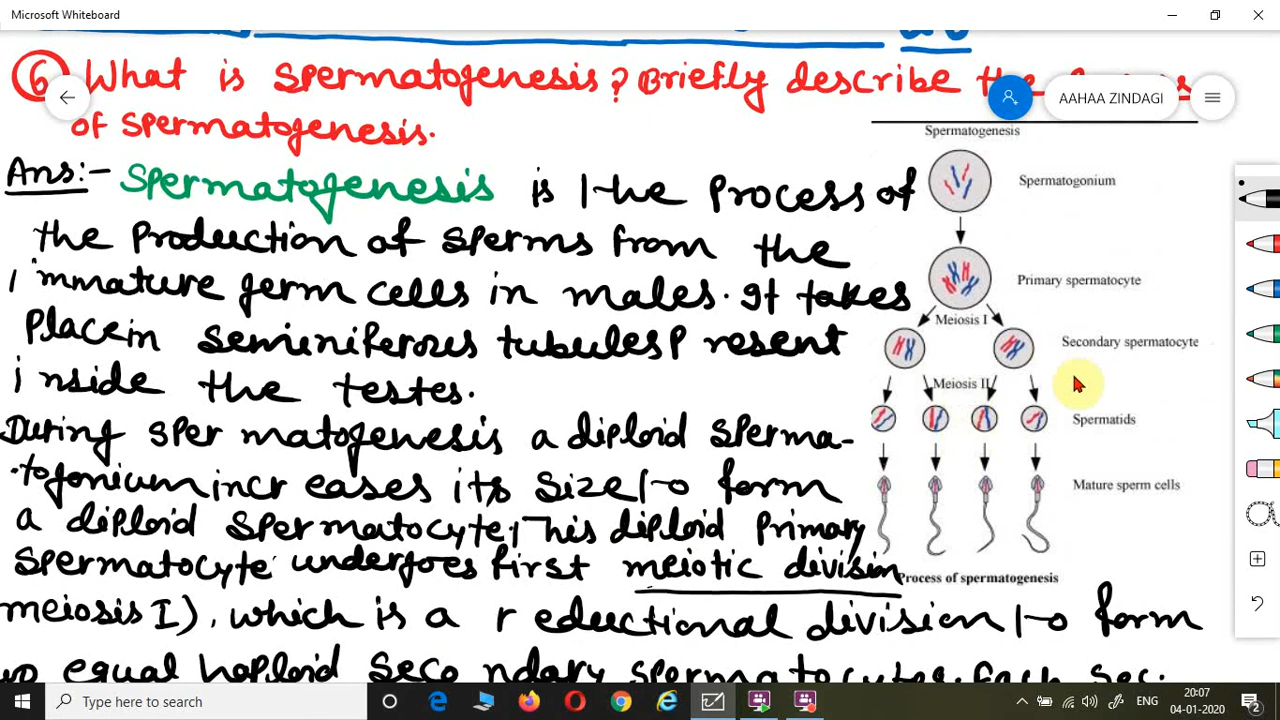 Microsoft Whiteboard
6 What is Spermatogenesis? Briefly describe the
AAHAA ZINDAGI
of Spermatogenesis.
Ans:- Spermatogenesis is the Process of
the Production of sperms from the
immature germ cells in males. It takes
Place in seminiferous tubules Present
inside the testes.
During spermatogenesis a diploid sperma-
togonium increases its size to form
a diploid spermatocyte. This diploid Primary
spermatocyte undergoes first meiotic division
meiosis I), which is a reductional division to form
equal haploid secondary spermatocytes. Each sec.
Spermatogenesis
Spermatogonium
Primary spermatocyte
Meiosis I
Secondary spermatocyte
Meiosis II
Spermatids
Mature sperm cells
Process of spermatogenesis
Type here to search
ENG
20:07
04-01-2020
2